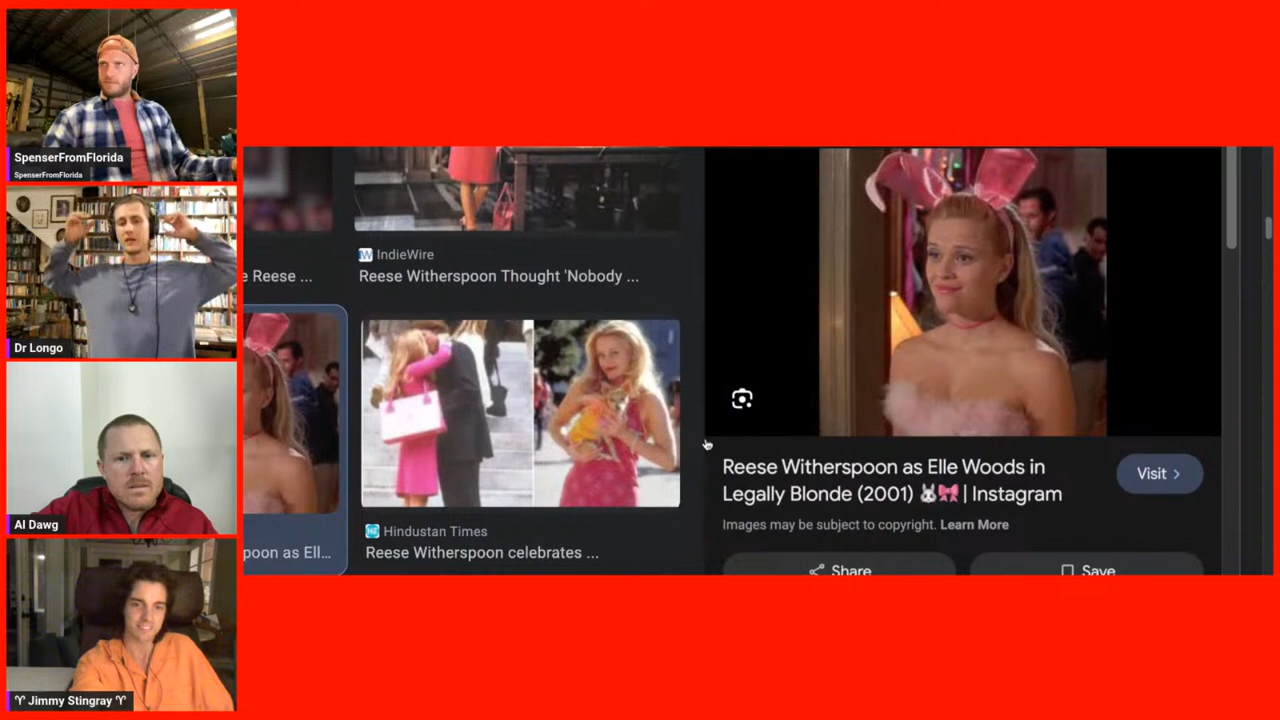 SpenserFromFlorida
SpenserFromFlorida
Dr Longo
AI Dawg
♈ Jimmy Stingray ♈
e Reese ...
IndieWire
Reese Witherspoon Thought 'Nobody ...
poon as Ell...
Hindustan Times
Reese Witherspoon celebrates ...
Reese Witherspoon as Elle Woods in
Legally Blonde (2001) 🐰🎀 | Instagram
Visit >
Images may be subject to copyright. Learn More
Share
Save